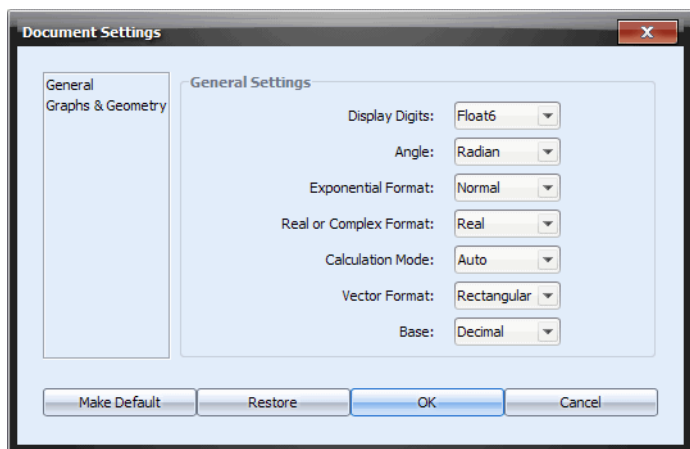 Document Settings
X
General
Graphs & Geometry
General Settings
Display Digits: Float6
Angle: Radian
Exponential Format: Normal
Real or Complex Format: Real
Calculation Mode: Auto
Vector Format: Rectangular
Base: Decimal
Make Default Restore OK Cancel